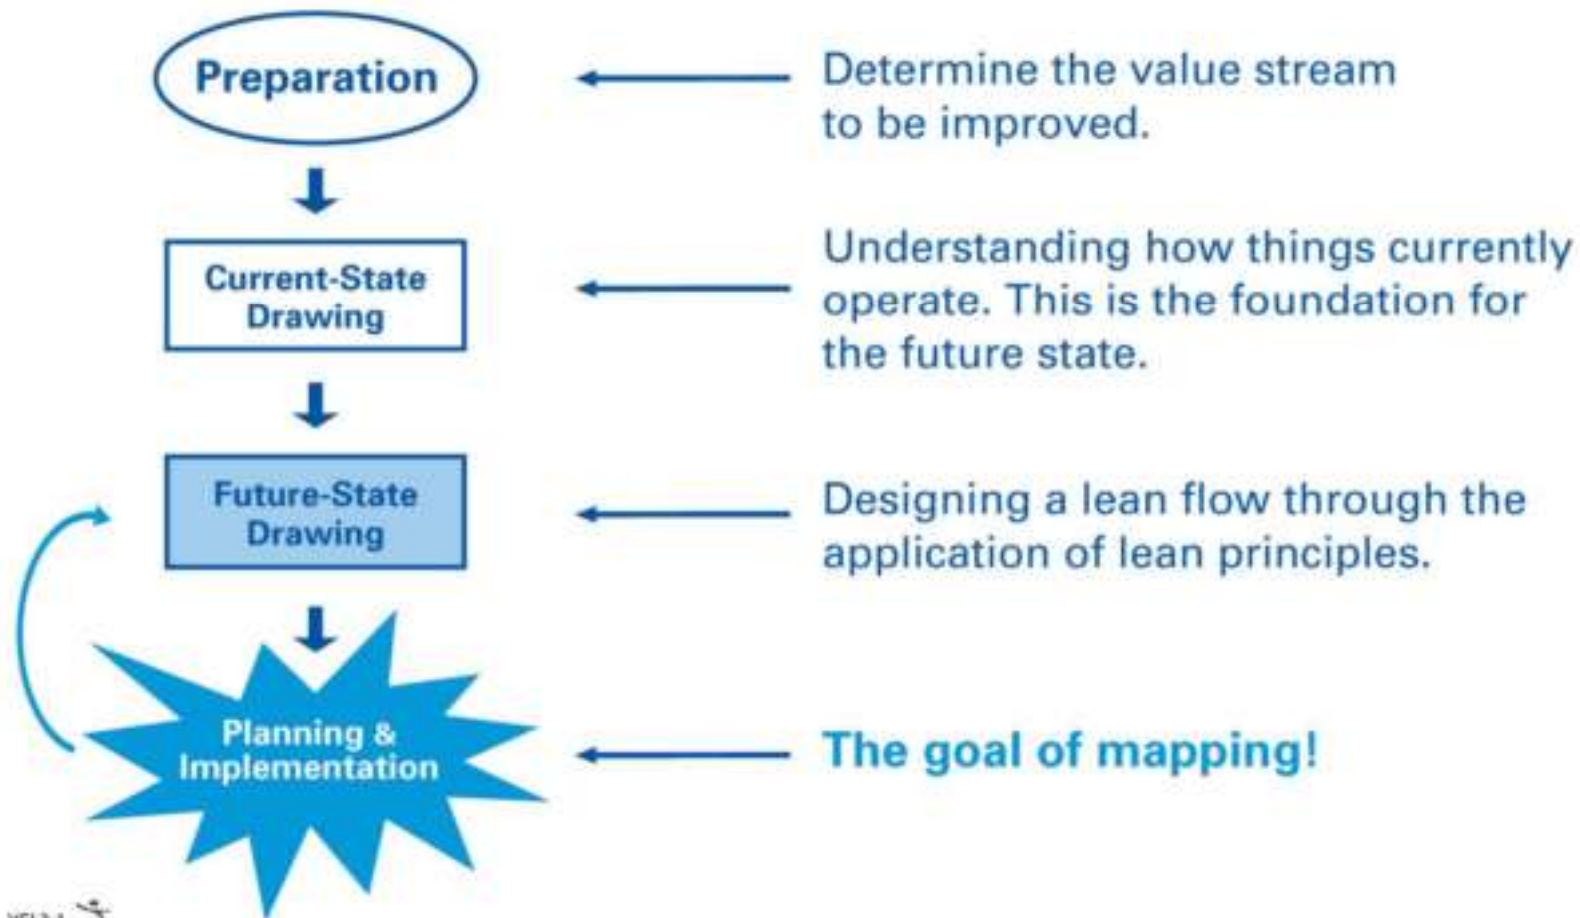 Preparation
Determine the value stream
to be improved.
Current-State
Drawing
Understanding how things currently
operate. This is the foundation for
the future state.
Future-State
Drawing
Designing a lean flow through the
application of lean principles.
Planning &
Implementation
The goal of mapping!